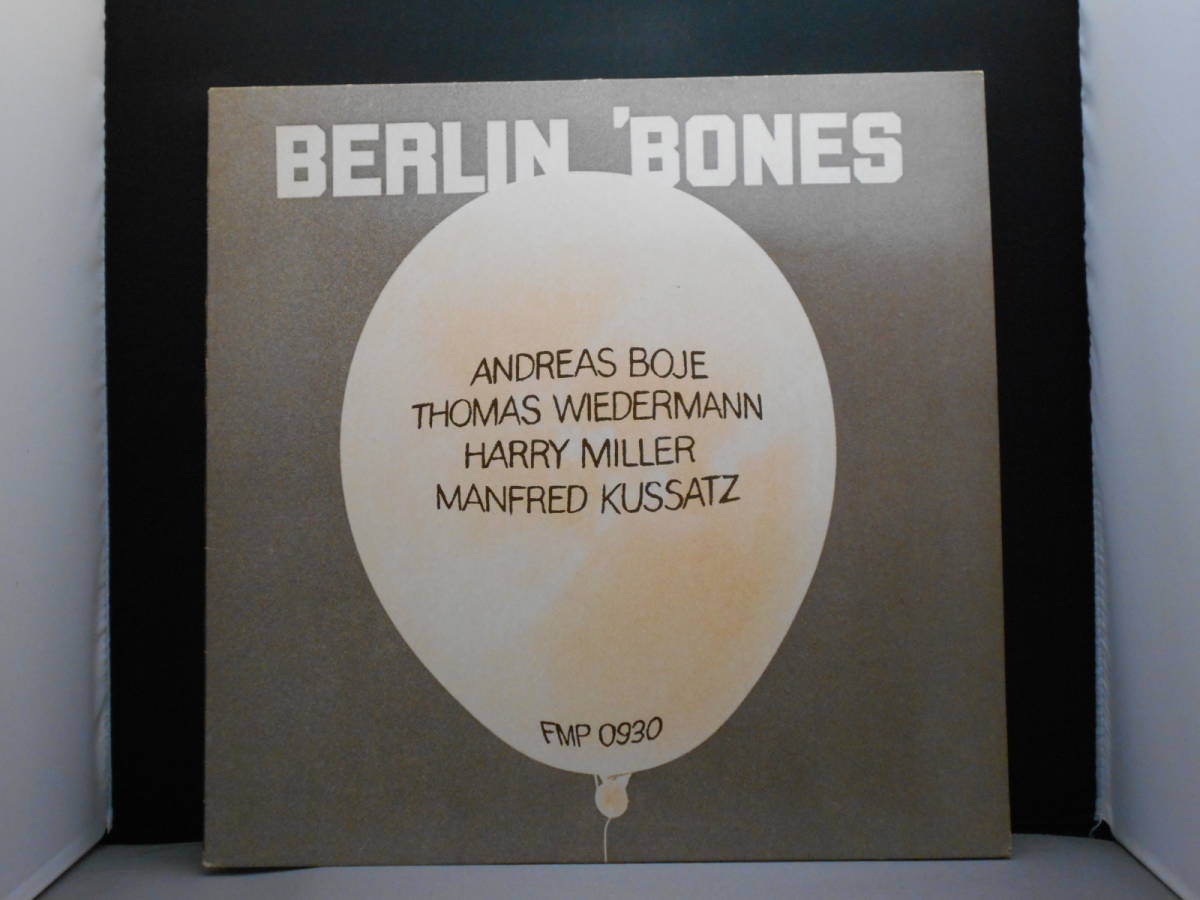 BERLIN 'BONES
ANDREAS BOJE
THOMAS WIEDERMANN
HARRY MILLER
MANFRED KUSSATZ
FMP 0930